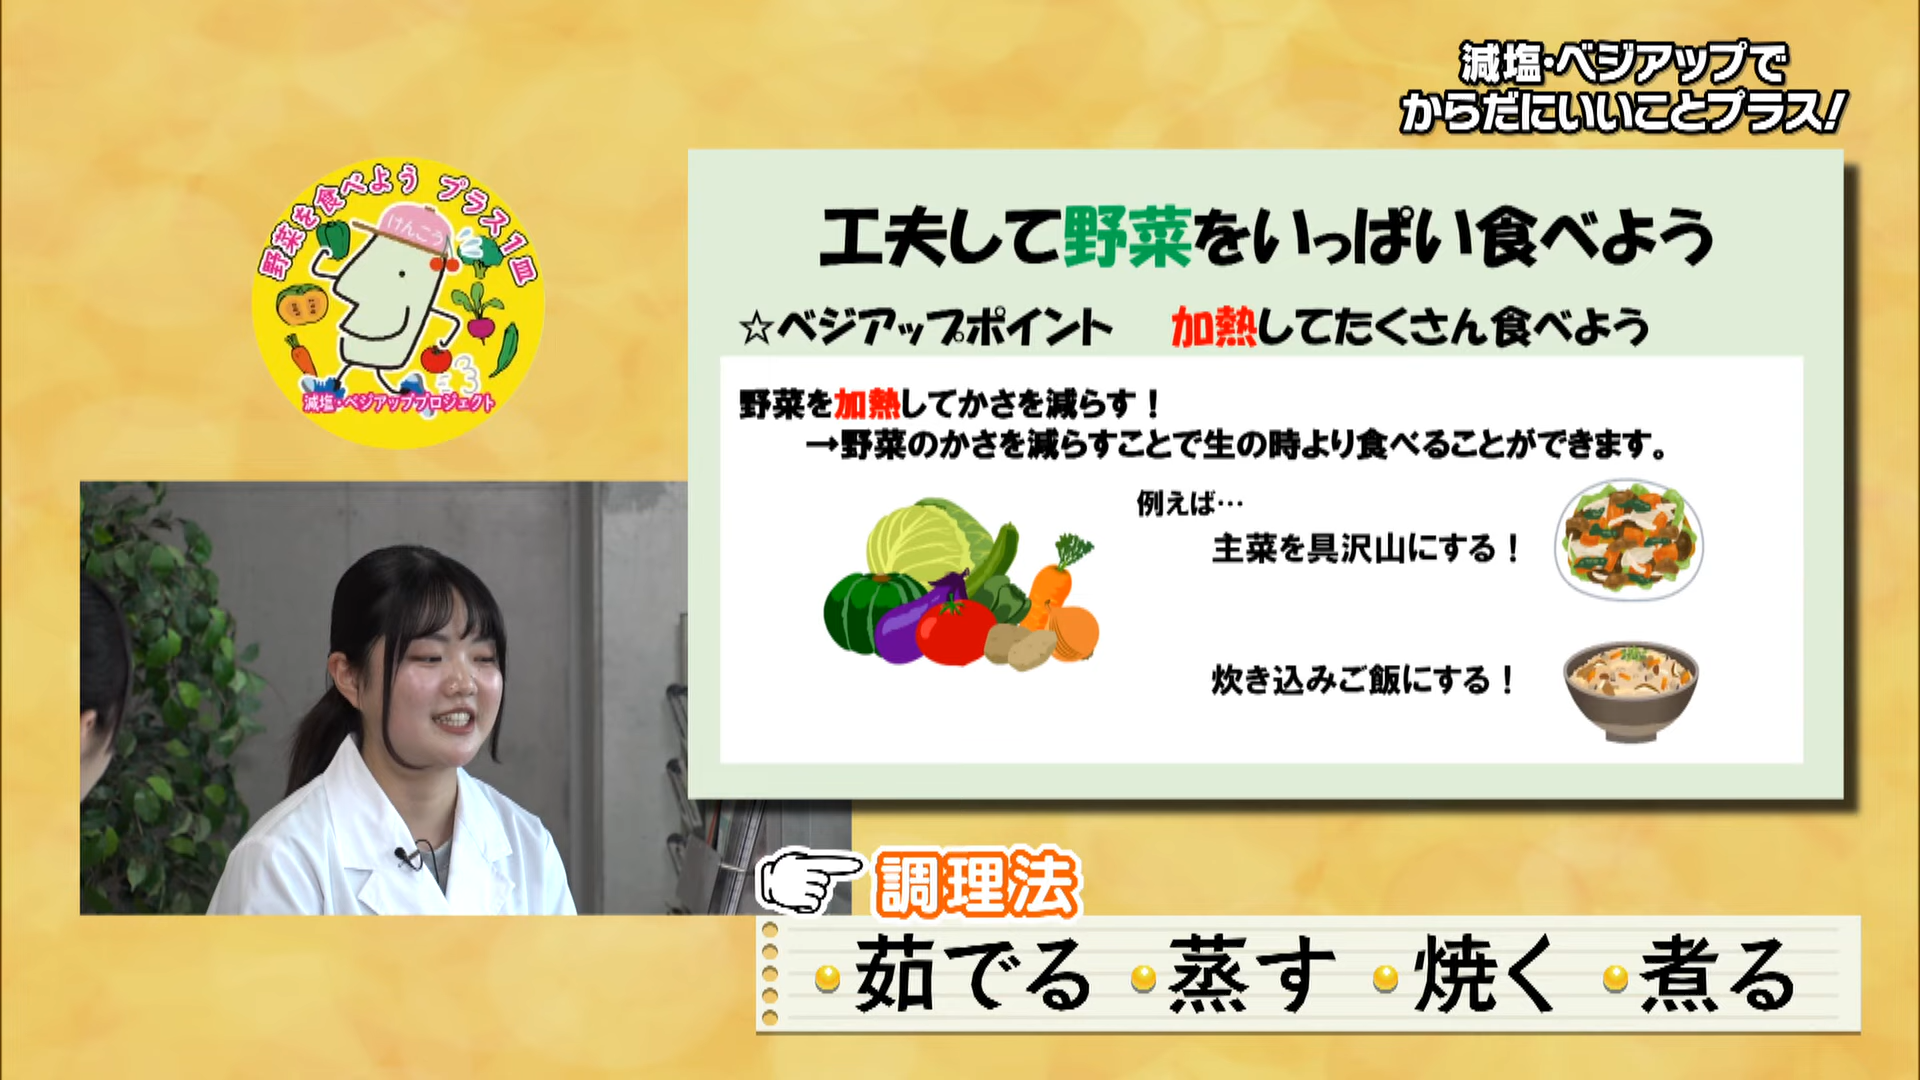 減塩・ベジアップで
からだにいいことプラス!
野菜を食べよう プラス1皿
けんこう
減塩・ベジアッププロジェクト
工夫して野菜をいっぱい食べよう
☆ベジアップポイント 加熱してたくさん食べよう
野菜を加熱してかさを減らす!
→野菜のかさを減らすことで生の時より食べることができます。
例えば…
主菜を具沢山にする!
炊き込みご飯にする!
調理法
・茹でる ・蒸す ・焼く ・煮る